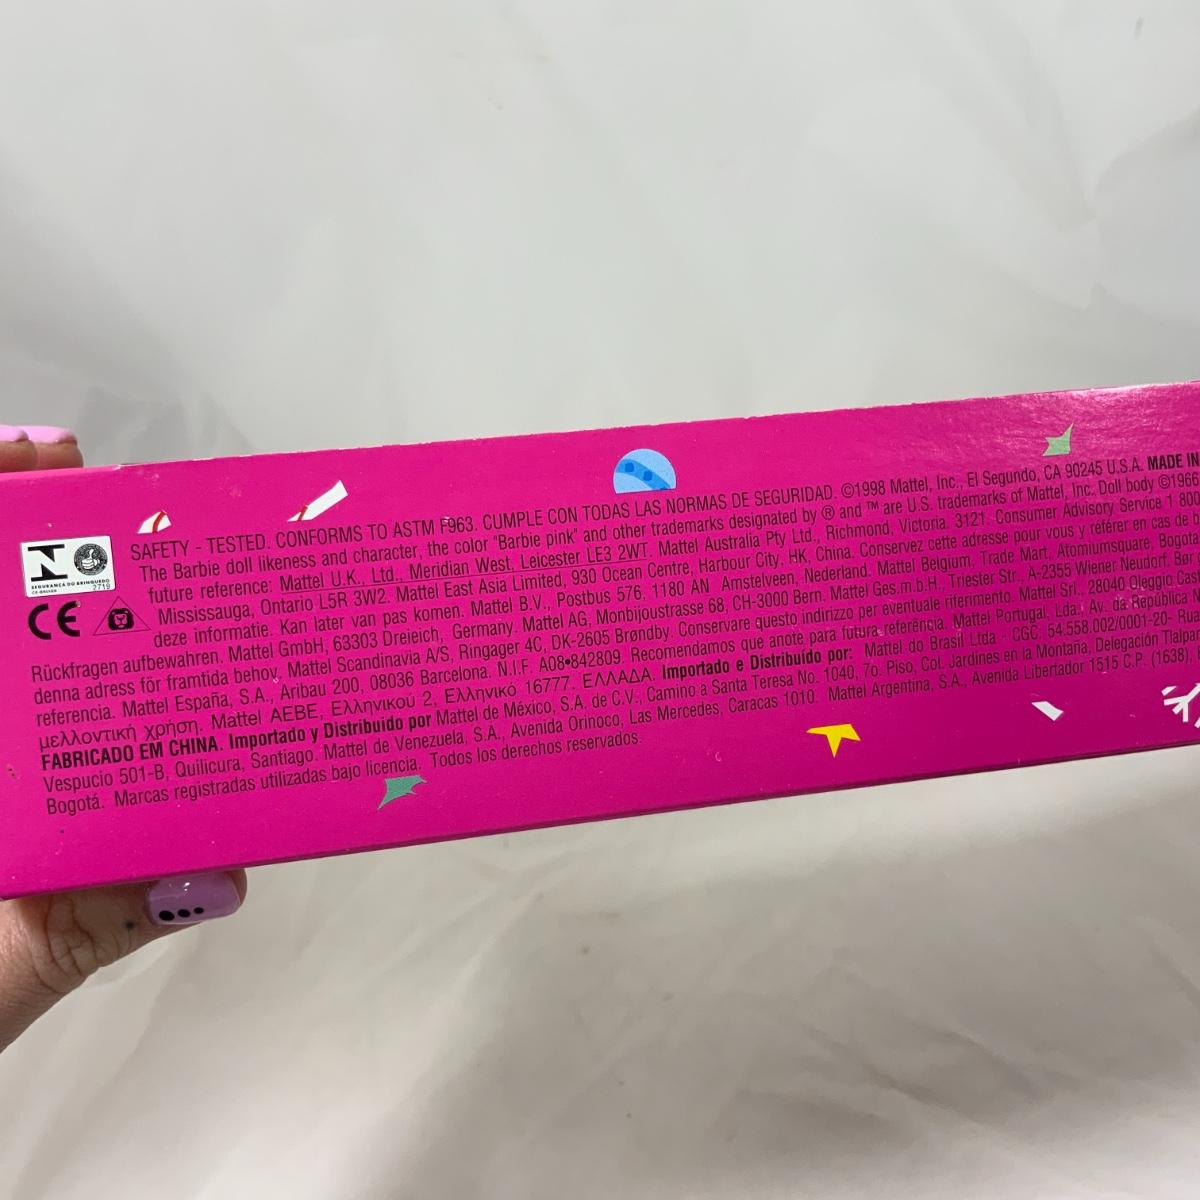 SAFETY - TESTED. CONFORMS TO ASTM F963. CUMPLE CON TODAS LAS NORMAS DE SEGURIDAD. ©1998 Mattel, Inc., El Segundo, CA 90245 U.S.A. MADE IN
The Barbie doll likeness and character, the color "Barbie pink" and other trademarks designated by ® and ™ are U.S. trademarks of Mattel, Inc. Doll body ©1966
future reference: Mattel U.K., Ltd., Meridian West, Leicester LE3 2WT. Mattel Australia Pty Ltd., Richmond, Victoria. 3121. Consumer Advisory Service 1 800
Mississauga, Ontario L5R 3W2. Mattel East Asia Limited, 930 Ocean Centre, Harbour City, HK, China. Conservez cette adresse pour vous y référer en cas de
deze informatie. Kan later van pas komen. Mattel B.V., Postbus 576, 1180 AN Amstelveen, Nederland. Mattel Belgium, Trade Mart, Atomiumsquare, Bogota
Rückfragen aufbewahren. Mattel GmbH, 63303 Dreieich, Germany. Mattel AG, Monbijoustrasse 68, CH-3000 Bern. Mattel Ges.m.b.H., Triester Str., A-2355 Wiener Neudorf. Bør
denna adress för framtida behov. Mattel Scandinavia A/S, Ringager 4C, DK-2605 Brøndby. Conservare questo indirizzo per eventuale riferimento. Mattel Srl., 28040 Oleggio Cas
referencia. Mattel España, S.A., Aribau 200, 08036 Barcelona. N.I.F. A08•842809. Recomendamos que anote para futura referência. Mattel Portugal, Lda., Av. da República N
μελλοντική χρήση. Mattel AEBE, Ελληνικού 2, Ελληνικό 16777. ΕΛΛΑΔΑ. Importado e Distribuido por: Mattel do Brasil Ltda - CGC: 54.558.002/0001-20- Rua
FABRICADO EM CHINA. Importado y Distribuido por Mattel de México, S.A. de C.V., Camino a Santa Teresa No. 1040, 7o. Piso, Col. Jardines en la Montaña, Delegación Tlalpa
Vespucio 501-B, Quilicura, Santiago. Mattel de Venezuela, S.A., Avenida Orinoco, Las Mercedes, Caracas 1010. Mattel Argentina, S.A., Avenida Libertador 1515 C.P. (1638).
Bogotá. Marcas registradas utilizadas bajo licencia. Todos los derechos reservados.
SEGURANÇA DO BRINQUEDO
2719
CE